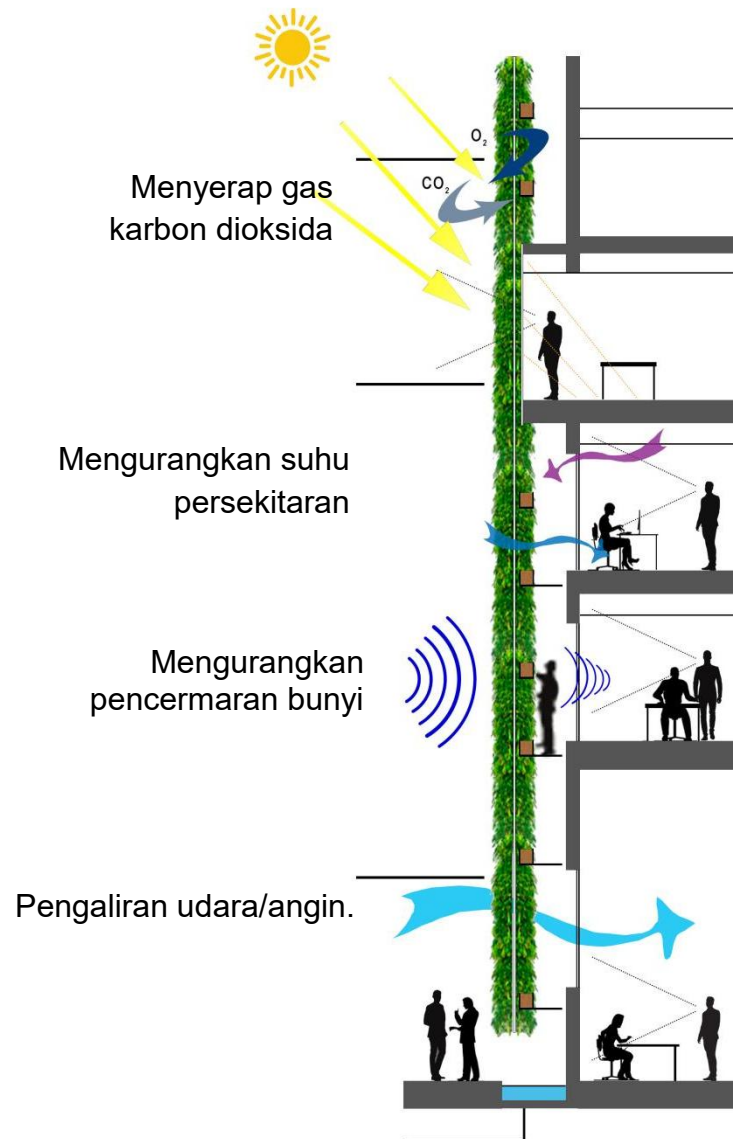 O₂
CO₂
Menyerap gas
karbon dioksida
Mengurangkan suhu
persekitaran
Mengurangkan
pencermaran bunyi
Pengaliran udara/angin.